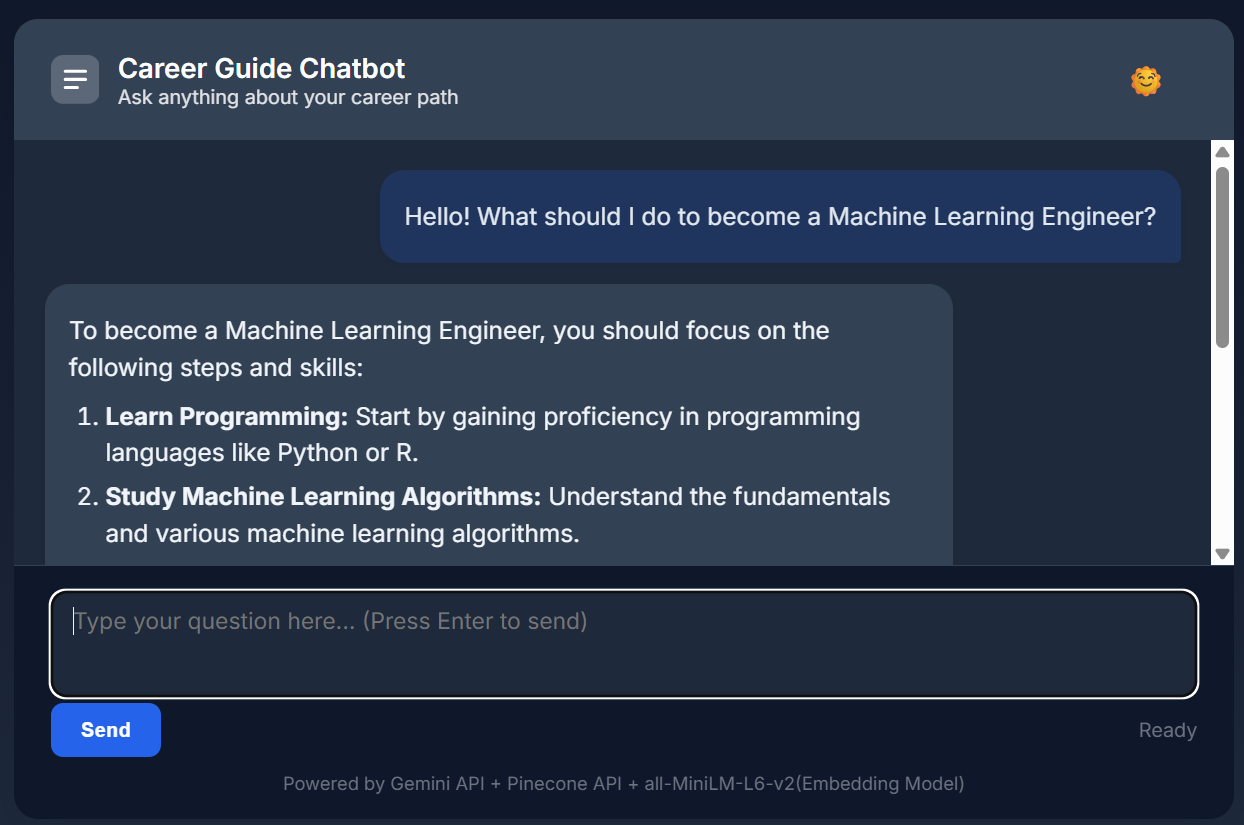 Career Guide Chatbot
Ask anything about your career path
Hello! What should I do to become a Machine Learning Engineer?
To become a Machine Learning Engineer, you should focus on the
following steps and skills:
1. Learn Programming: Start by gaining proficiency in programming
languages like Python or R.
2. Study Machine Learning Algorithms: Understand the fundamentals
and various machine learning algorithms.
Type your question here... (Press Enter to send)
Send
Ready
Powered by Gemini API + Pinecone API + all-MiniLM-L6-v2(Embedding Model)